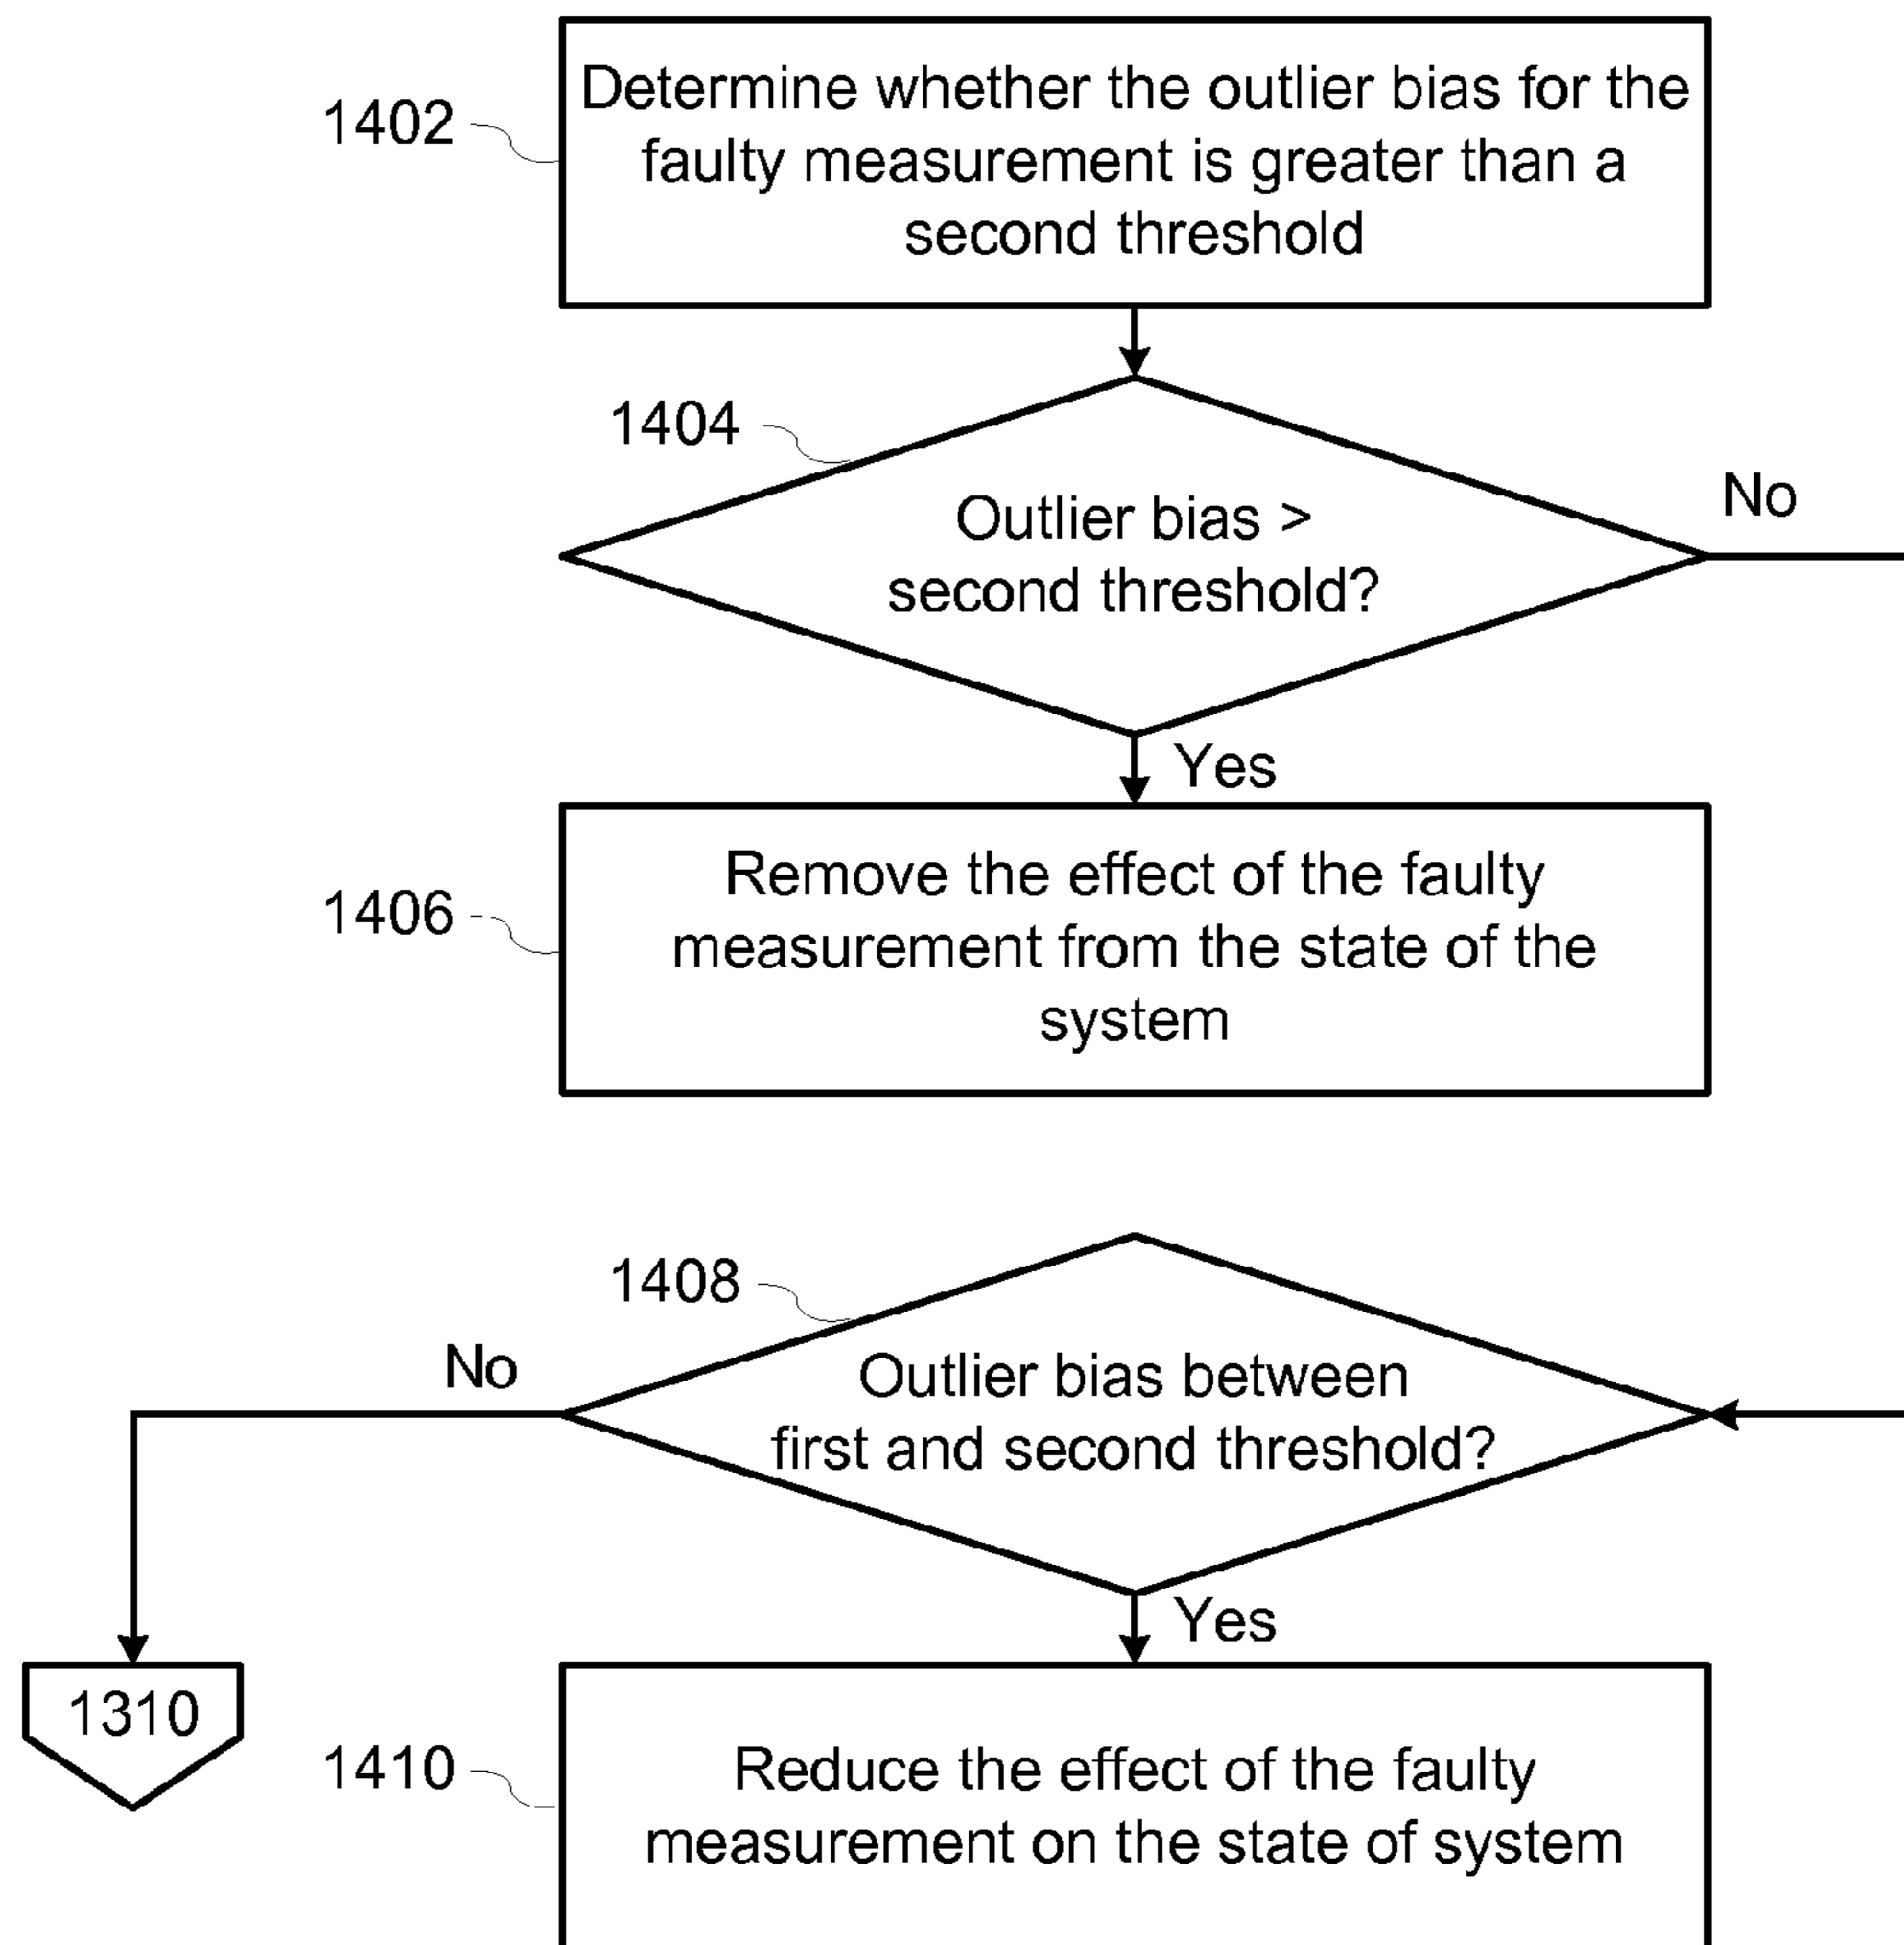 1402
Determine whether the outlier bias for the
faulty measurement is greater than a
second threshold
1404
Outlier bias >
second threshold?
No
Yes
1406
Remove the effect of the faulty
measurement from the state of the
system
1408
Outlier bias between
first and second threshold?
No
Yes
1310
1410
Reduce the effect of the faulty
measurement on the state of system